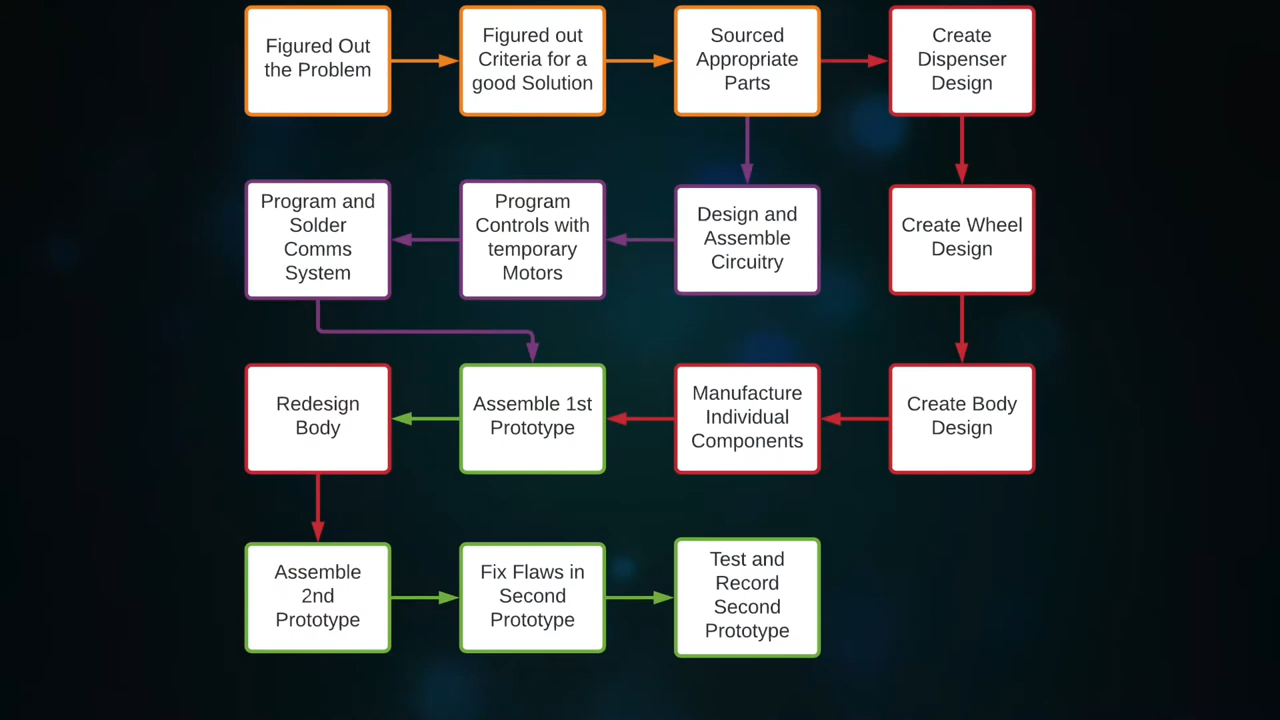 Figured Out
the Problem
Figured out
Criteria for a
good Solution
Sourced
Appropriate
Parts
Create
Dispenser
Design
Program and
Solder
Comms
System
Program
Controls with
temporary
Motors
Design and
Assemble
Circuitry
Create Wheel
Design
Redesign
Body
Assemble 1st
Prototype
Manufacture
Individual
Components
Create Body
Design
Assemble
2nd
Prototype
Fix Flaws in
Second
Prototype
Test and
Record
Second
Prototype